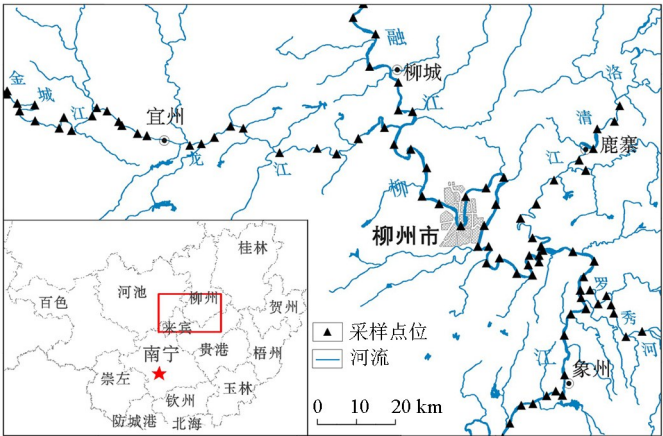 融
柳城
江
金
城
江
宜州
龙
江
洛
清
江
鹿寨
柳
柳州市
江
罗
秀
河
象州
桂林
河池
柳州
百色
贺州
来宾
南宁
贵港
梧州
崇左
玉林
钦州
防城港
北海
采样点位
河流
0 10 20 km